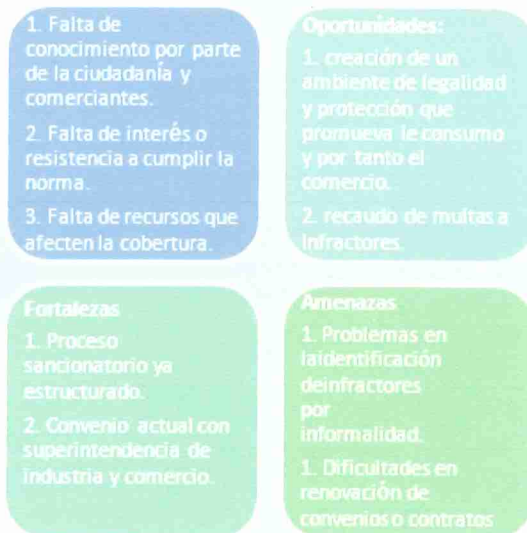 1. Falta de
conocimiento por parte
de la ciudadanía y
comerciantes.
2. Falta de interés o
resistencia a cumplir la
norma.
3. Falta de recursos que
afecten la cobertura.
Oportunidades:
1. creación de un
ambiente de legalidad
y protección que
promueva le consumo
y por tanto el
comercio.
2. recaudo de multas a
infractores.
Fortalezas
1. Proceso
sancionatorio ya
estructurado.
2. Convenio actual con
superintendencia de
industria y comercio.
Amenazas
1. Problemas en
laidentificación
deinfractores
por
informalidad.
1. Dificultades en
renovación de
convenios o contratos